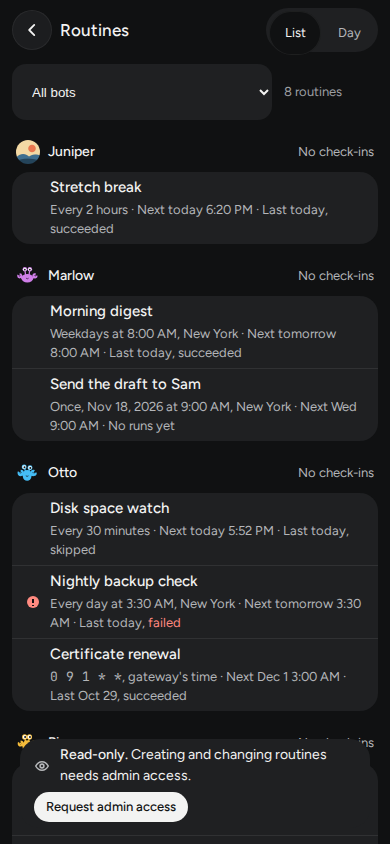 Routines
List
Day
All bots
8 routines
Juniper
No check-ins
Stretch break
Every 2 hours · Next today 6:20 PM · Last today,
succeeded
Marlow
No check-ins
Morning digest
Weekdays at 8:00 AM, New York · Next tomorrow
8:00 AM · Last today, succeeded
Send the draft to Sam
Once, Nov 18, 2026 at 9:00 AM, New York · Next Wed
9:00 AM · No runs yet
Otto
No check-ins
Disk space watch
Every 30 minutes · Next today 5:52 PM · Last today,
skipped
Nightly backup check
Every day at 3:30 AM, New York · Next tomorrow 3:30
AM · Last today, failed
Certificate renewal
0 9 1 * *, gateway's time · Next Dec 1 3:00 AM ·
Last Oct 29, succeeded
Read-only. Creating and changing routines
needs admin access.
Request admin access